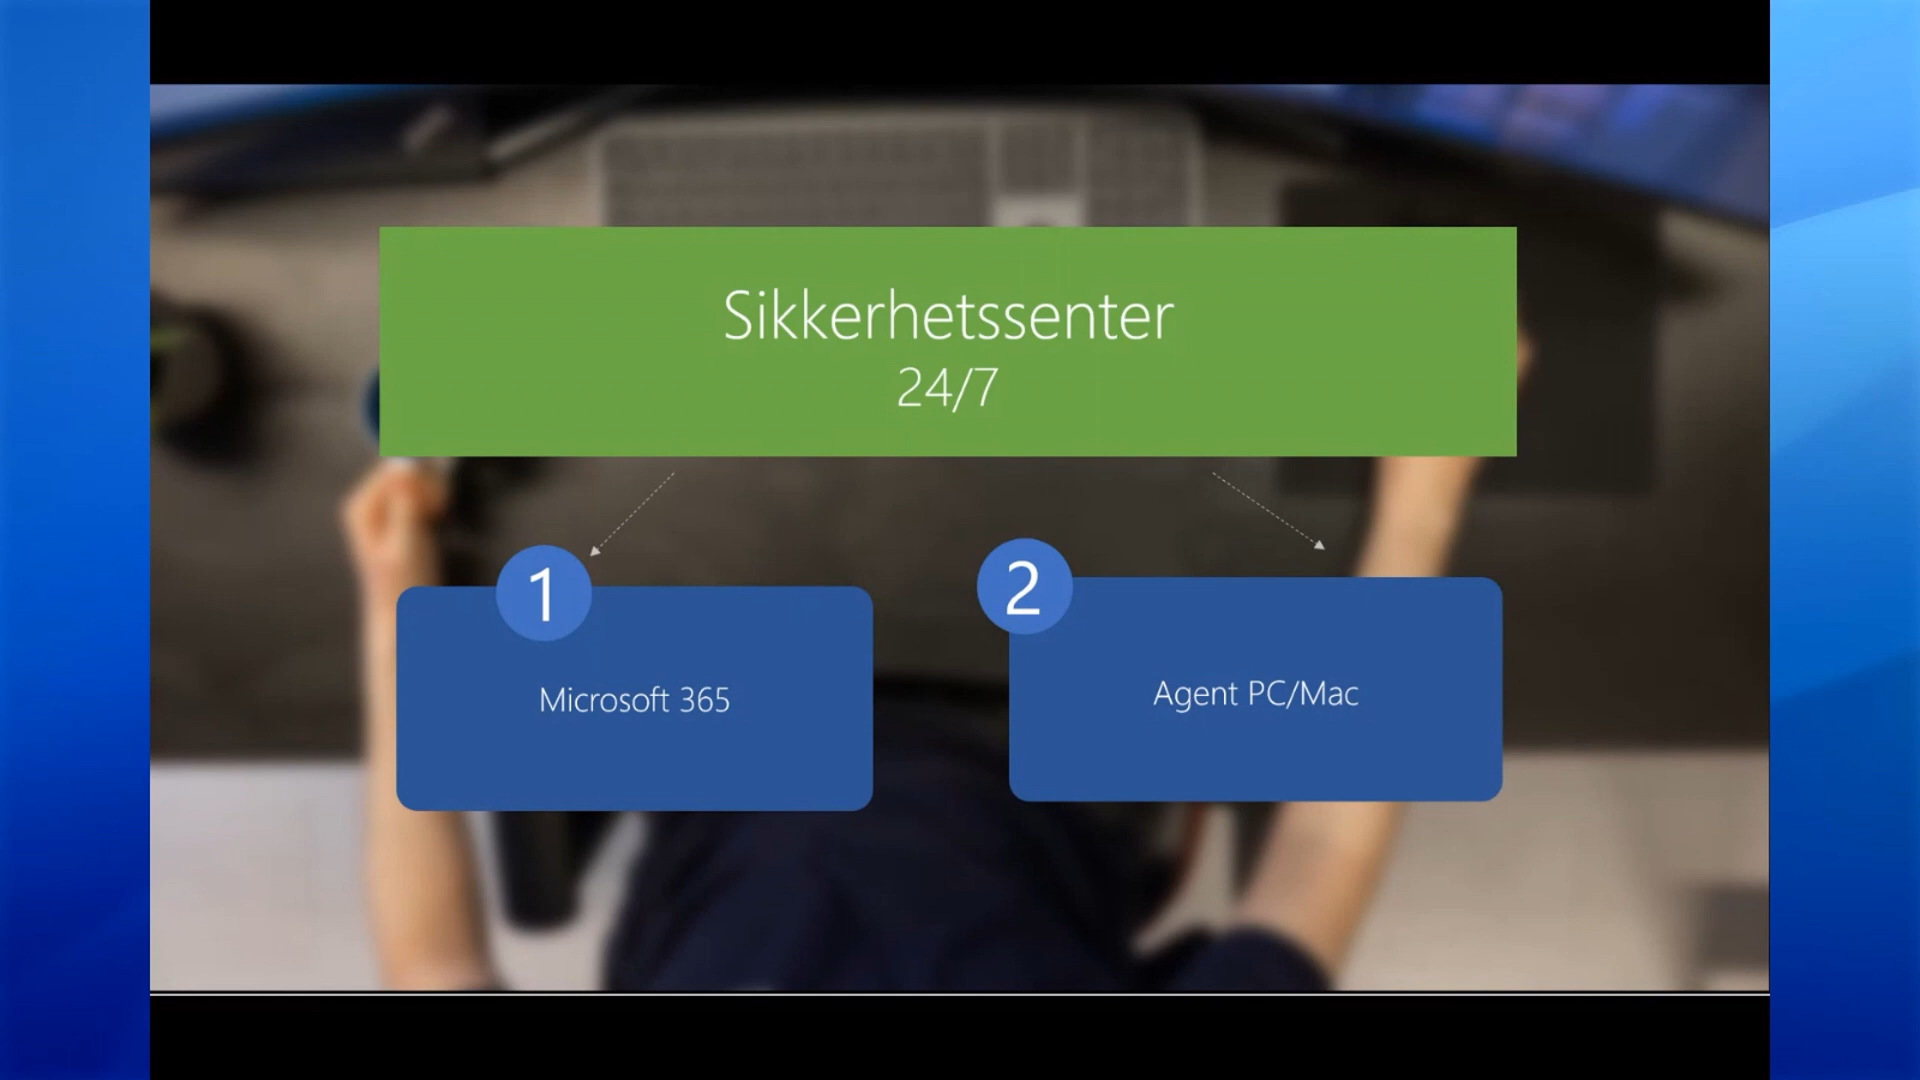 Sikkerhetssenter
24/7
1
Microsoft 365
2
Agent PC/Mac